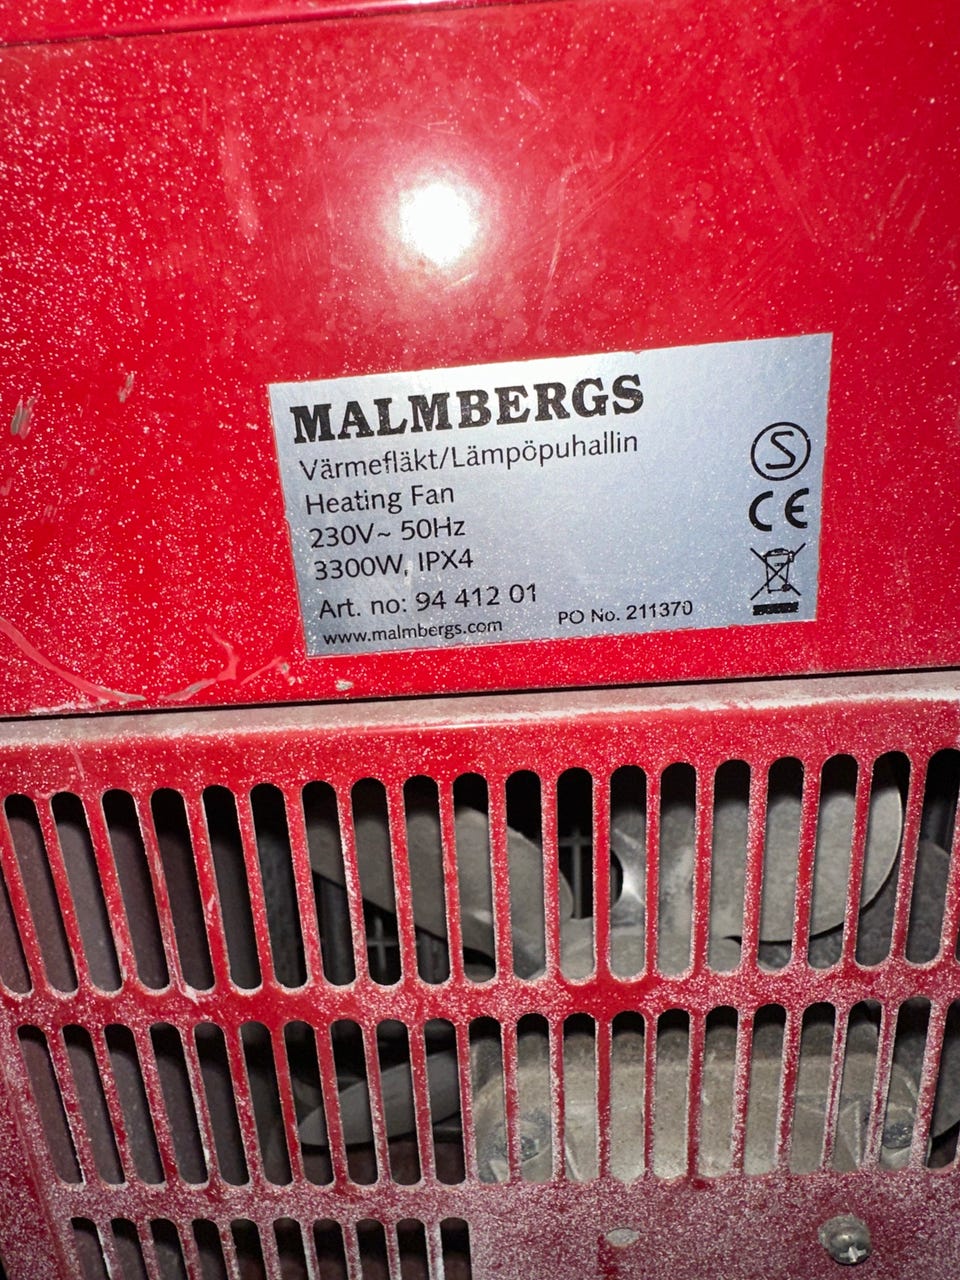 MALMBERGS
Värmefläkt/Lämpöpuhallin
Heating Fan
230V~ 50Hz
3300W, IPX4
Art. no: 94 412 01
www.malmbergs.com
PO No. 211370
S
CE